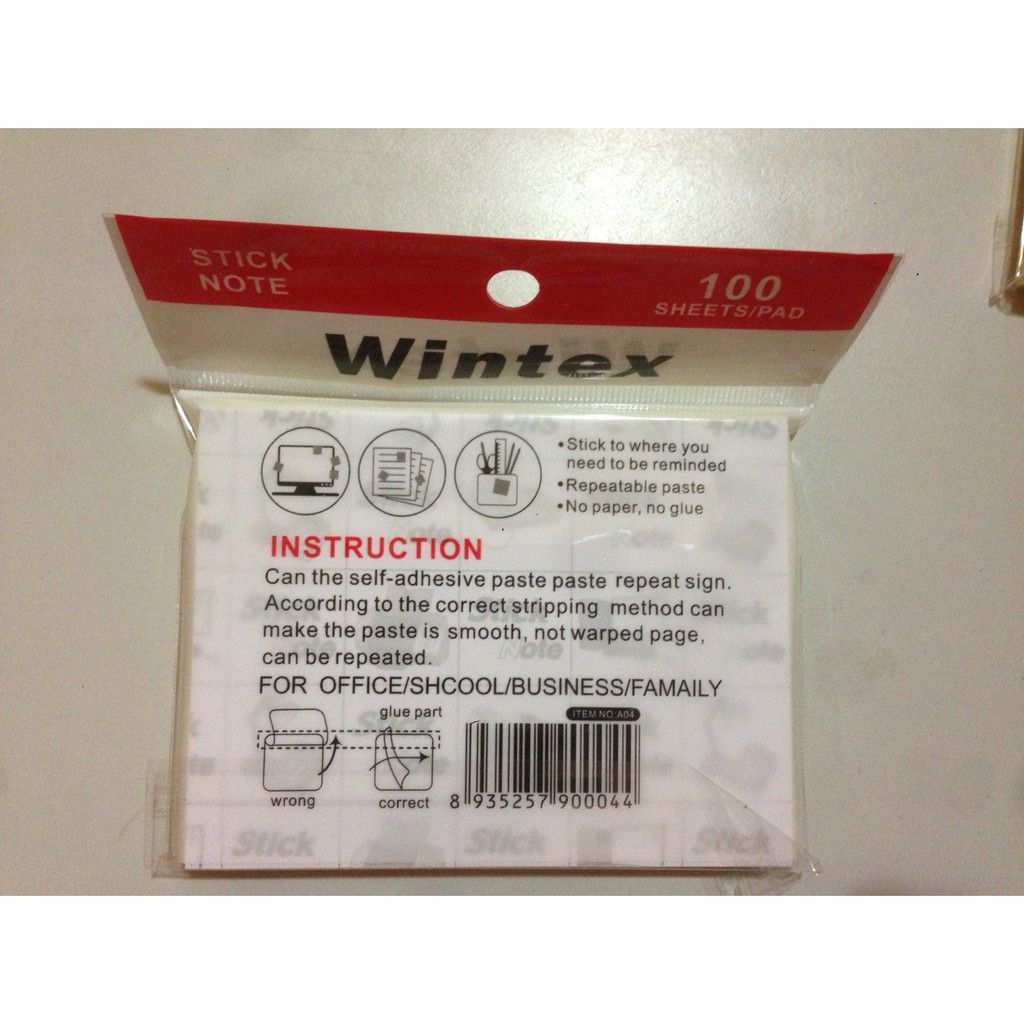 STICK
NOTE
100
SHEETS/PAD
Wintex
•Stick to where you
need to be reminded
•Repeatable paste
•No paper, no glue
INSTRUCTION
Can the self-adhesive paste paste repeat sign.
According to the correct stripping method can
make the paste is smooth, not warped page,
can be repeated.
FOR OFFICE/SHCOOL/BUSINESS/FAMAILY
glue part
ITEM NO:A04
wrong
correct
8 935257 900044
Stick
Stick
Stick